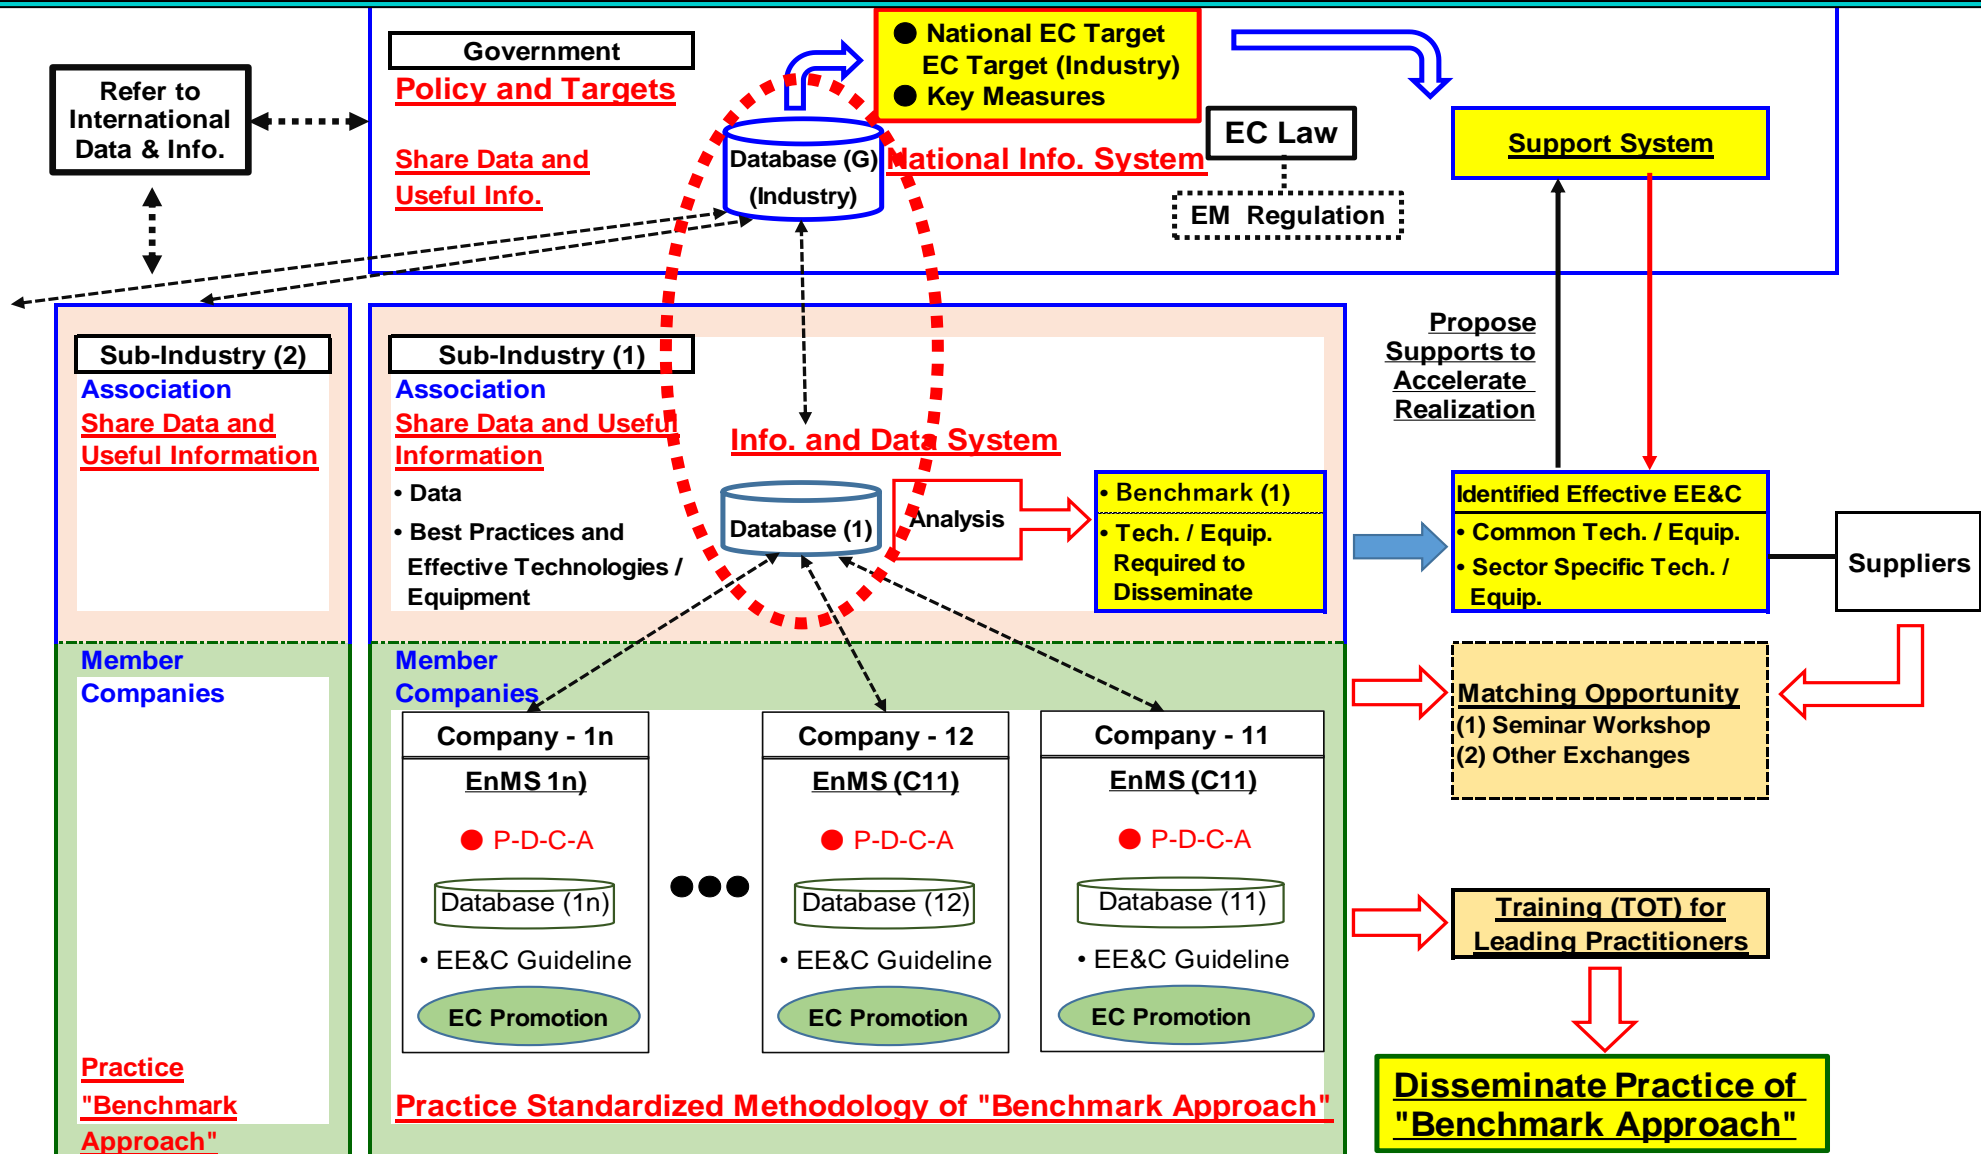 Government
Policy and Targets
Share Data and
Useful Info.
Refer to
International
Data & Info.
Database (G)
(Industry)
National Info. System
● National EC Target
EC Target (Industry)
● Key Measures
EC Law
EM Regulation
Support System
Propose
Supports to
Accelerate
Realization
Sub-Industry (2)
Association
Share Data and
Useful Information
Member
Companies
Practice
"Benchmark
Approach"
Sub-Industry (1)
Association
Share Data and Useful
Information
• Data
• Best Practices and
Effective Technologies /
Equipment
Info. and Data System
Database (1)
Analysis
• Benchmark (1)
• Tech. / Equip.
Required to
Disseminate
Identified Effective EE&C
• Common Tech. / Equip.
• Sector Specific Tech. /
Equip.
Suppliers
Member
Companies
Company - 1n
EnMS 1n)
● P-D-C-A
Database (1n)
• EE&C Guideline
EC Promotion
●●●
Company - 12
EnMS (C11)
● P-D-C-A
Database (12)
• EE&C Guideline
EC Promotion
Company - 11
EnMS (C11)
● P-D-C-A
Database (11)
• EE&C Guideline
EC Promotion
Practice Standardized Methodology of "Benchmark Approach"
Matching Opportunity
(1) Seminar Workshop
(2) Other Exchanges
Training (TOT) for
Leading Practitioners
Disseminate Practice of
"Benchmark Approach"